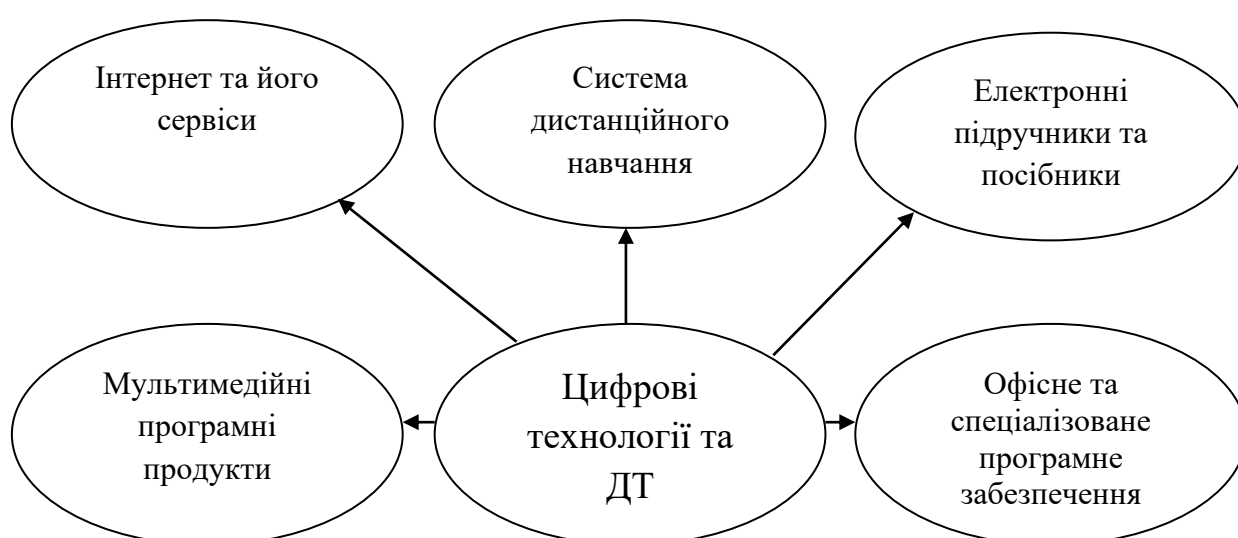 Інтернет та його
сервіси
Система
дистанційного
навчання
Електронні
підручники та
посібники
Мультимедійні
програмні
продукти
Цифрові
технології та
ДТ
Офісне та
спеціалізоване
програмне
забезпечення